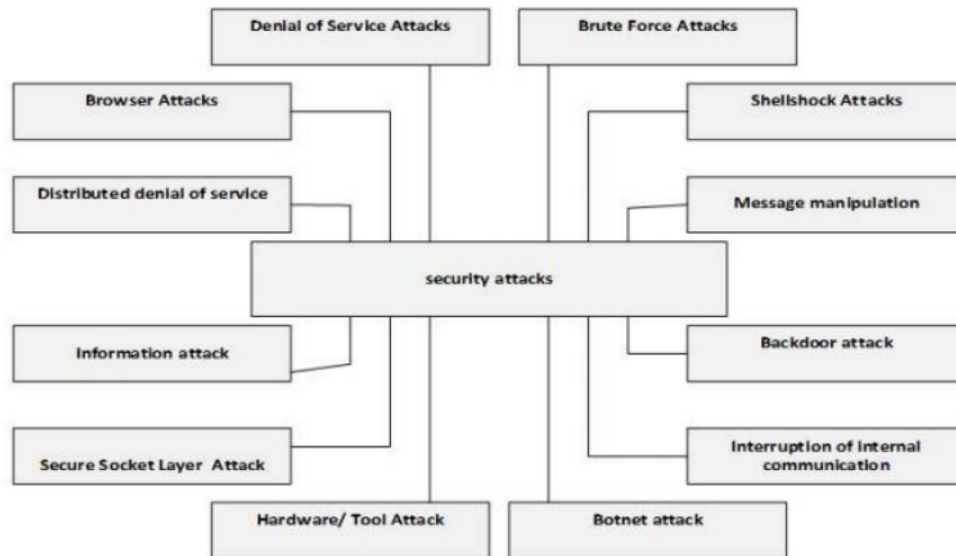 Denial of Service Attacks
Brute Force Attacks
Browser Attacks
Shellshock Attacks
Distributed denial of service
Message manipulation
security attacks
Information attack
Backdoor attack
Secure Socket Layer Attack
Interruption of internal
communication
Hardware/ Tool Attack
Botnet attack